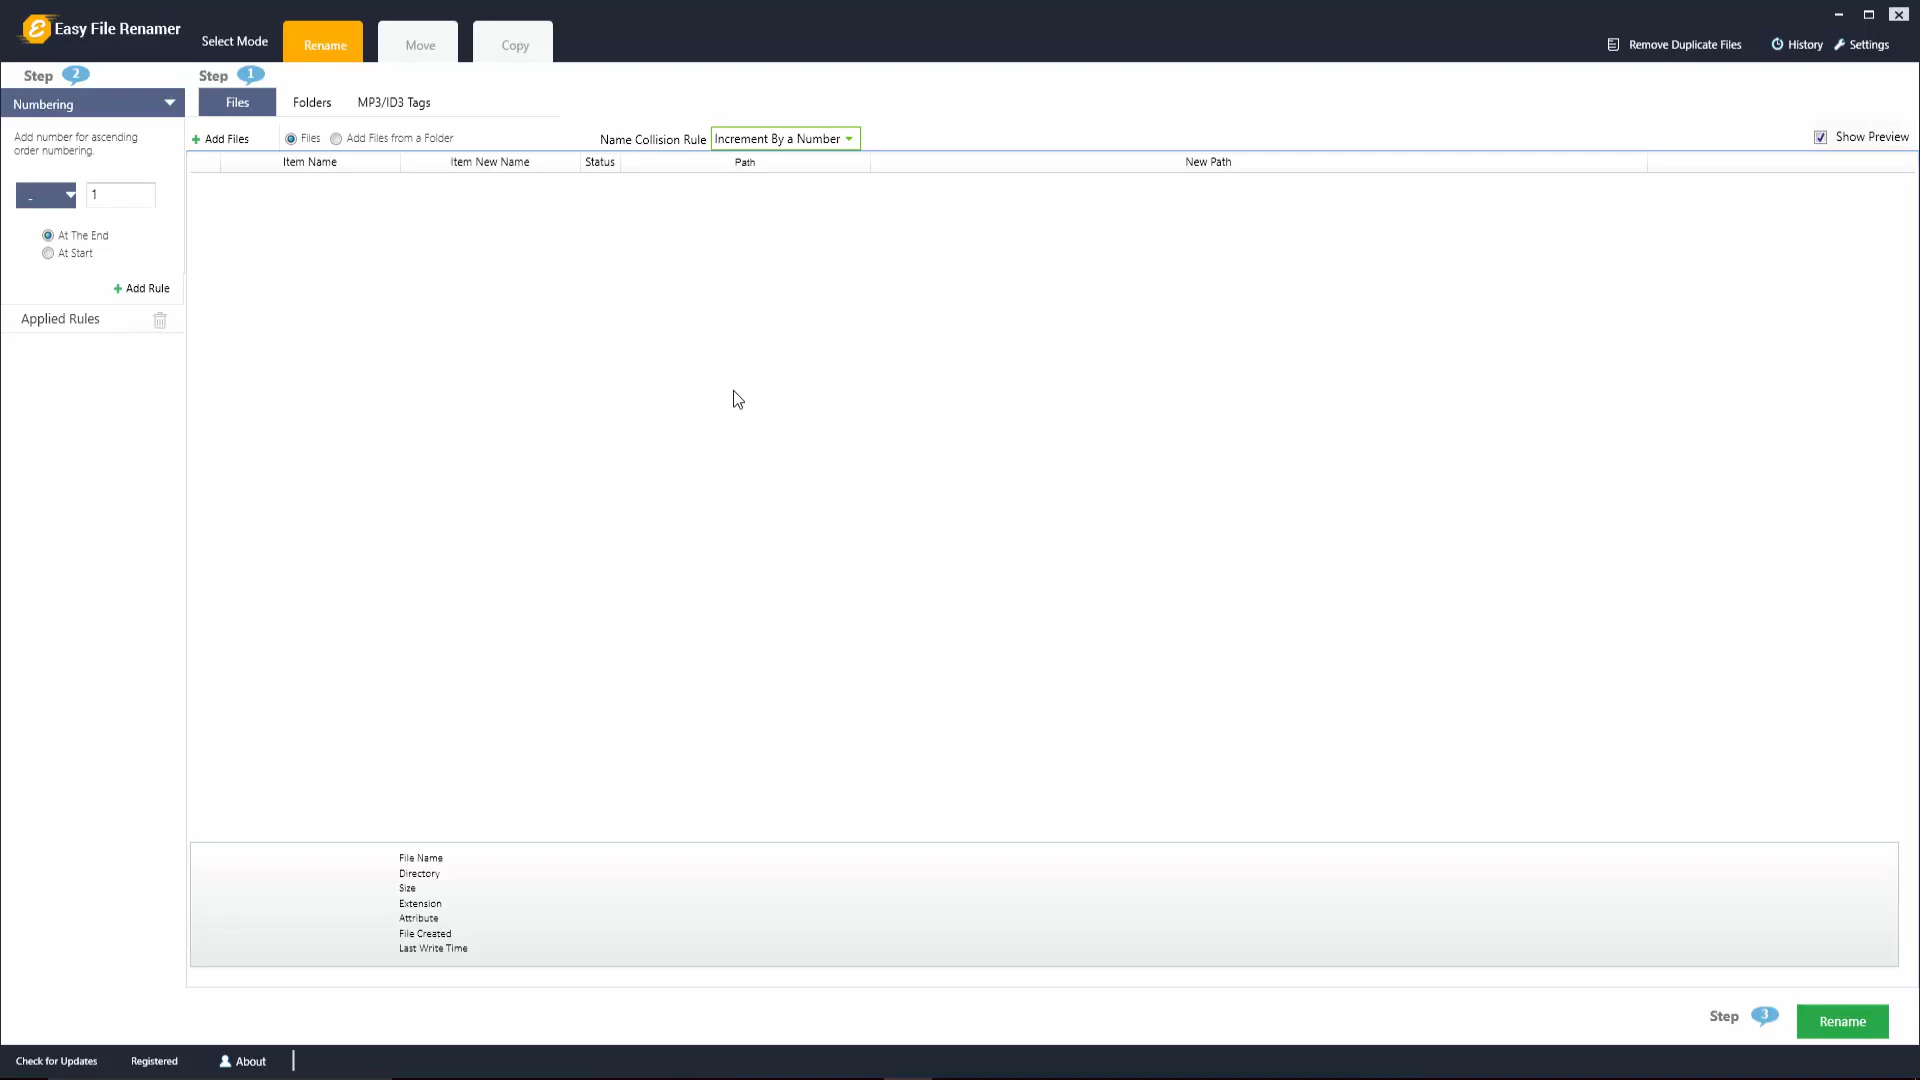 Easy File Renamer
Select Mode
Rename
Move
Copy
Remove Duplicate Files
History
Settings
Step 2
Step 1
Numbering
Files
Folders
MP3/ID3 Tags
Add number for ascending
order numbering.
+ Add Files
Files
Add Files from a Folder
Name Collision Rule
Increment By a Number
Show Preview
Item Name
Item New Name
Status
Path
New Path
-
1
At The End
At Start
+ Add Rule
Applied Rules
File Name
Directory
Size
Extension
Attribute
File Created
Last Write Time
Step 3
Rename
Check for Updates
Registered
About